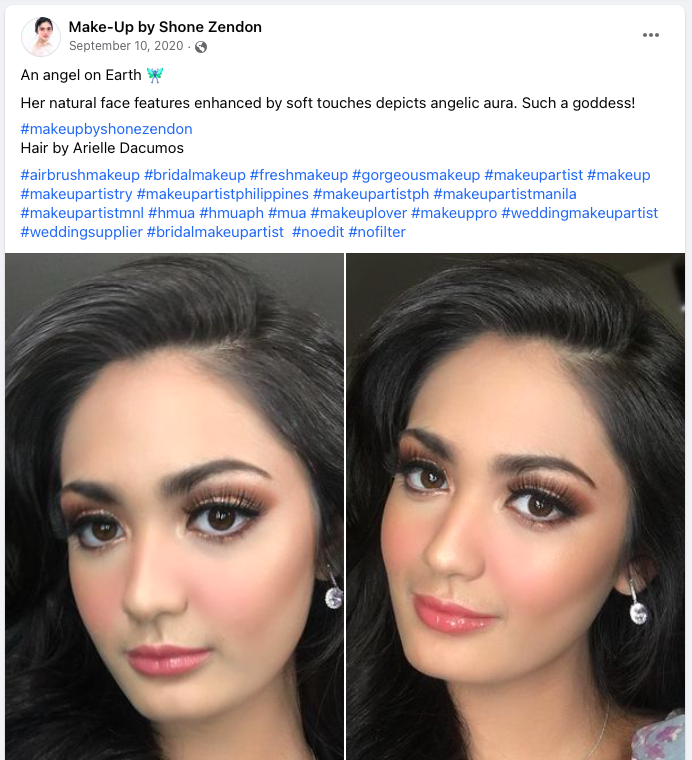 Make-Up by Shone Zendon
September 10, 2020 ·
An angel on Earth
Her natural face features enhanced by soft touches depicts angelic aura. Such a goddess!
#makeupbyshonezendon
Hair by Arielle Dacumos
#airbrushmakeup #bridalmakeup #freshmakeup #gorgeousmakeup #makeupartist #makeup
#makeupartistry #makeupartistphilippines #makeupartistph #makeupartistmanila
#makeupartistmnl #hmua #hmuaph #mua #makeuplover #makeuppro #weddingmakeupartist
#weddingsupplier #bridalmakeupartist #noedit #nofilter